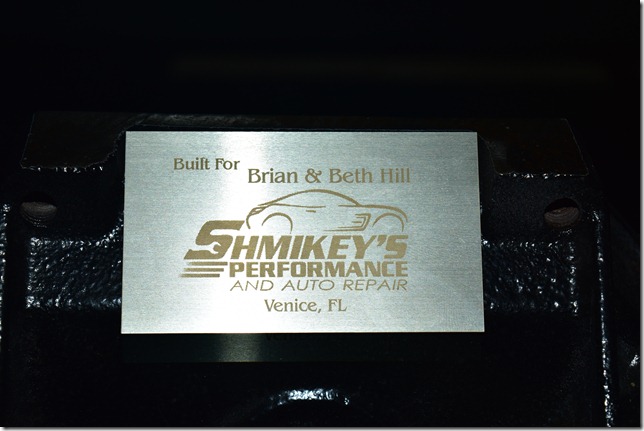 Built For Brian & Beth Hill
SHMIKEY'S
PERFORMANCE
AND AUTO REPAIR
Venice, FL